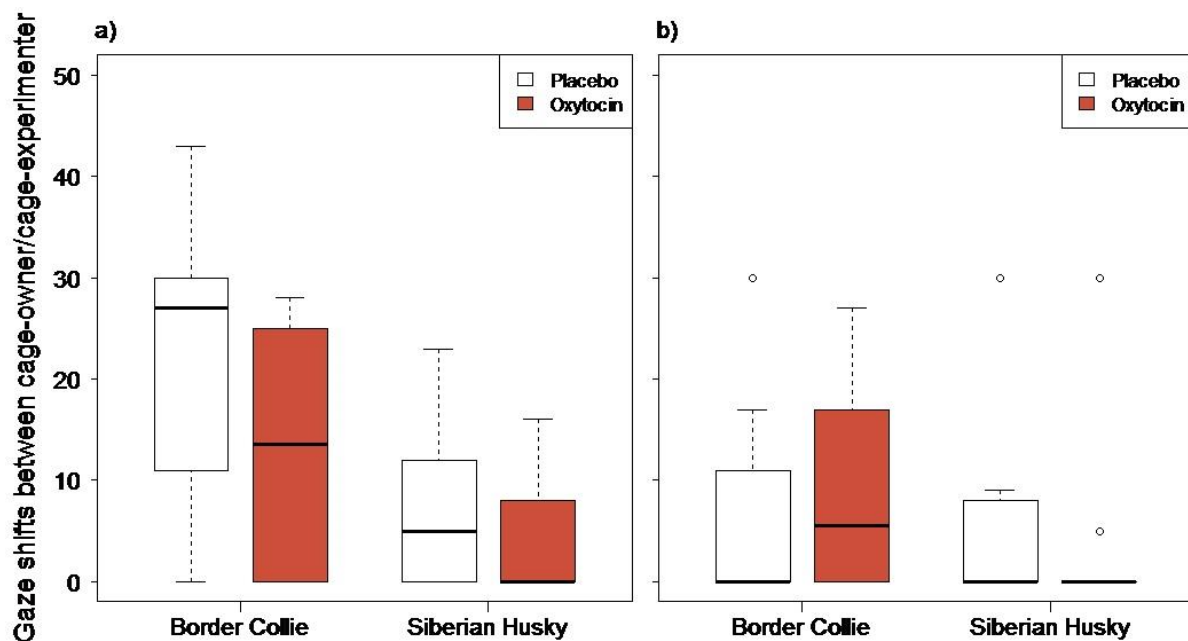 Gaze shifts between cage-owner/cage-experimenter
a)
50
40
30
20
10
0
Placebo
Oxytocin
Border Collie
Siberian Husky
b)
Placebo
Oxytocin
Border Collie
Siberian Husky